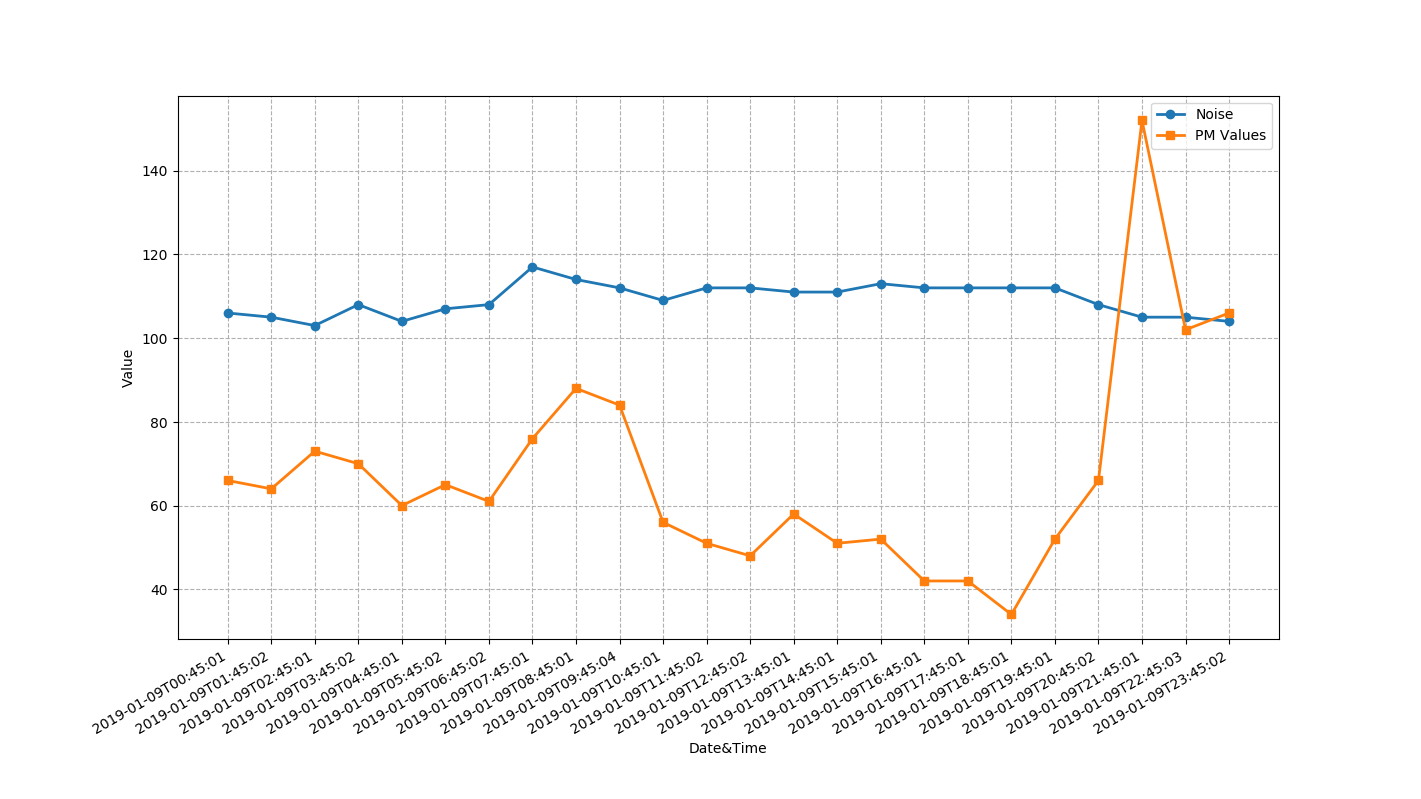 Noise
PM Values
140
120
100
80
60
40
Value
2019-01-09T00:45:01
2019-01-09T01:45:02
2019-01-09T02:45:01
2019-01-09T03:45:02
2019-01-09T04:45:01
2019-01-09T05:45:02
2019-01-09T06:45:02
2019-01-09T07:45:01
2019-01-09T08:45:01
2019-01-09T09:45:04
2019-01-09T10:45:01
2019-01-09T11:45:02
2019-01-09T12:45:02
2019-01-09T13:45:01
2019-01-09T14:45:01
2019-01-09T15:45:01
2019-01-09T16:45:01
2019-01-09T17:45:01
2019-01-09T18:45:01
2019-01-09T19:45:01
2019-01-09T20:45:02
2019-01-09T21:45:01
2019-01-09T22:45:03
2019-01-09T23:45:02
Date&Time